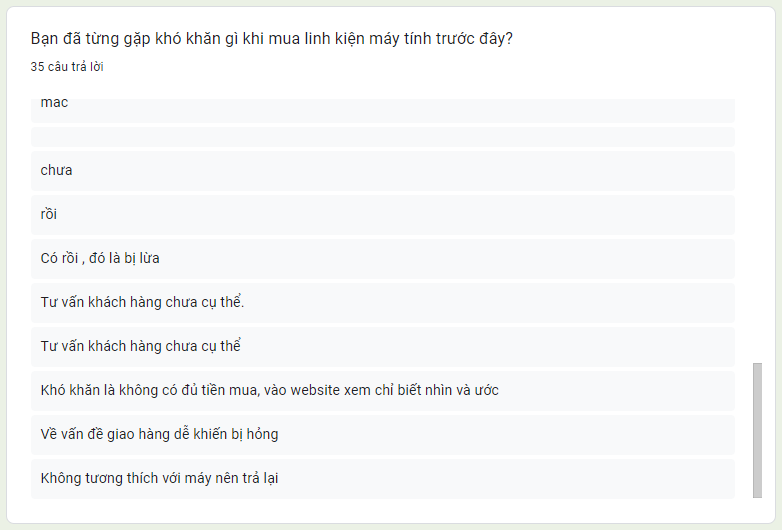 Bạn đã từng gặp khó khăn gì khi mua linh kiện máy tính trước đây?
35 câu trả lời
mac
chưa
rồi
Có rồi , đó là bị lừa
Tư vấn khách hàng chưa cụ thể.
Tư vấn khách hàng chưa cụ thể
Khó khăn là không có đủ tiền mua, vào website xem chỉ biết nhìn và ước
Về vấn đề giao hàng dễ khiến bị hỏng
Không tương thích với máy nên trả lại